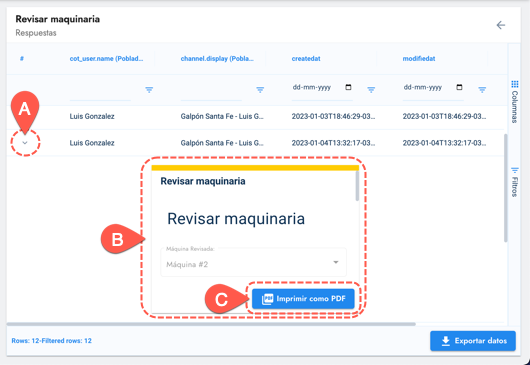 Revisar maquinaria
Respuestas
# cot_user.name (Poblad... channel.display (Pobla... createdat modifiedat
dd-mm-yyyy dd-mm-yyyy
Columnas
A
Luis Gonzalez Galpón Santa Fe - Luis G... 2023-01-03T18:46:29-03... 2023-01-03T18:46:29-03...
Luis Gonzalez Galpón Santa Fe - Luis G... 2023-01-04T13:32:17-03... 2023-01-04T13:32:17-03...
Filtros
Revisar maquinaria
Revisar maquinaria
B
Máquina Revisada:
Máquina #2
C
PDF Imprimir como PDF
Rows: 12-Filtered rows: 12
Exportar datos